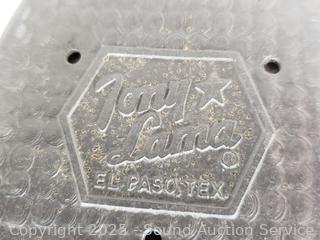 Tony
Lama
®
EL PASO, TEX.
Copyright 2023 - Sound Auction Service